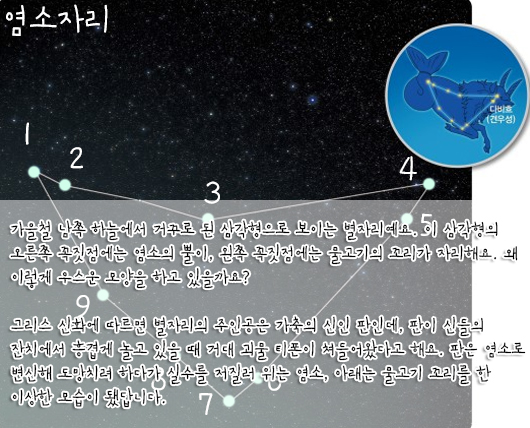 염소자리
다비흐
(견우성)
1
2
3
4
5
가을철 남쪽 하늘에서 거꾸로 된 삼각형으로 보이는 별자리예요. 이 삼각형의
오른쪽 꼭짓점에는 염소의 뿔이, 왼쪽 꼭짓점에는 물고기의 꼬리가 자리해요. 왜
이렇게 우스운 모양을 하고 있을까요?
9
그리스 신화에 따르면 별자리의 주인공은 가축의 신인 판인데, 판이 신들의
잔치에서 흥겹게 놀고 있을 때 거대 괴물 티폰이 쳐들어왔다고 해요. 판은 염소로
변신해 도망치려 하다가 실수를 저질러 위는 염소, 아래는 물고기 꼬리를 한
이상한 모습이 됐답니다.
7